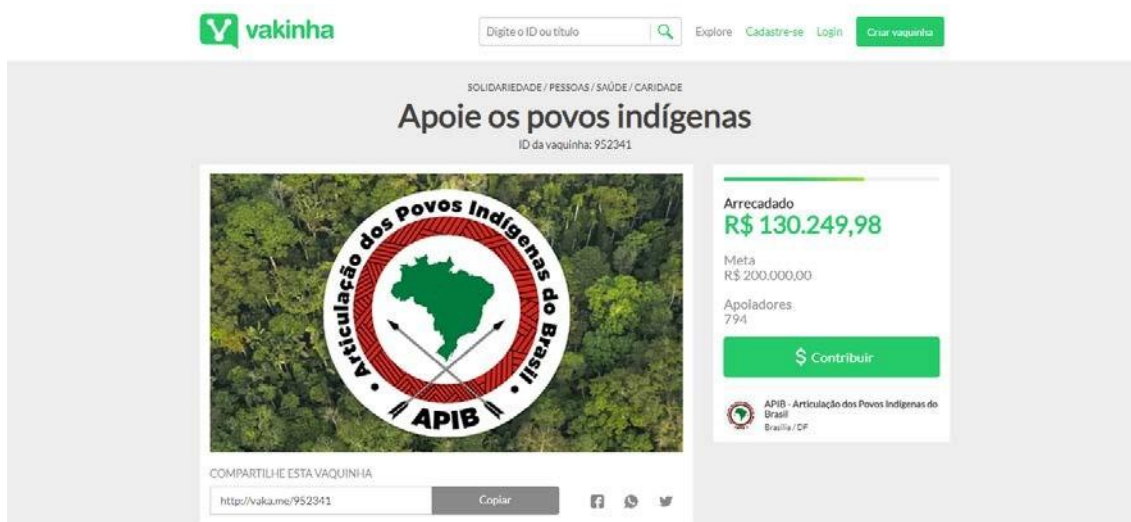 vakinha
Digite o ID ou título
Explore Cadastre-se Login Criar vaquinha
SOLIDARIEDADE / PESSOAS / SAÚDE / CARIDADE
Apoie os povos indígenas
ID da vaquinha: 952341
Articulação dos Povos Indígenas do Brasil
APIB
Arrecadado
R$ 130.249,98
Meta
R$ 200.000,00
Apoiadores
794
$ Contribuir
APIB - Articulação dos Povos Indígenas do
Brasil
Brasília / DF
COMPARTILHE ESTA VAQUINHA
http://vaka.me/952341
Copiar